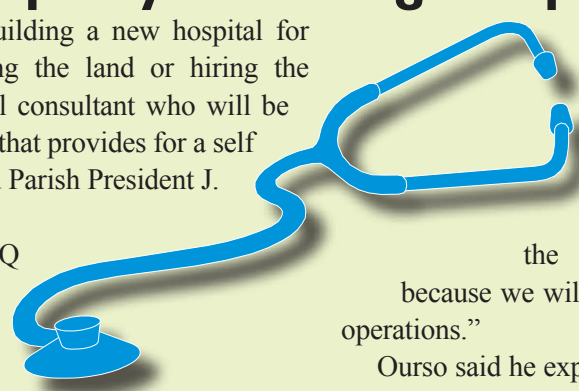 uilding a new hospital for
ng the land or hiring the
l consultant who will be
that provides for a self
Parish President J.
Q
the
because we wil
operations.”
Ourso said he exp